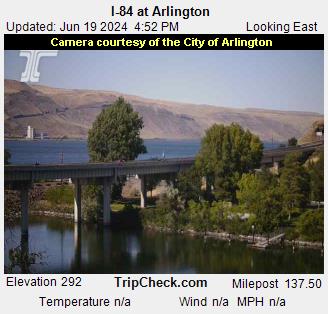 I-84 at Arlington
Updated: Jun 19 2024 4:52 PM Looking East
Camera courtesy of the City of Arlington
Elevation 292 TripCheck.com Milepost 137.50
Temperature n/a Wind n/a MPH n/a